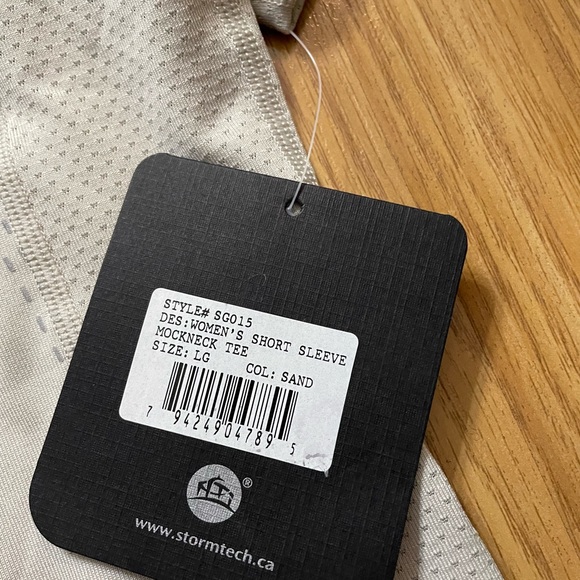 STYLE# SG015
DES:WOMEN'S SHORT SLEEVE
MOCKNECK TEE
SIZE: LG COL: SAND
7 9424904789 5
®
www.stormtech.ca